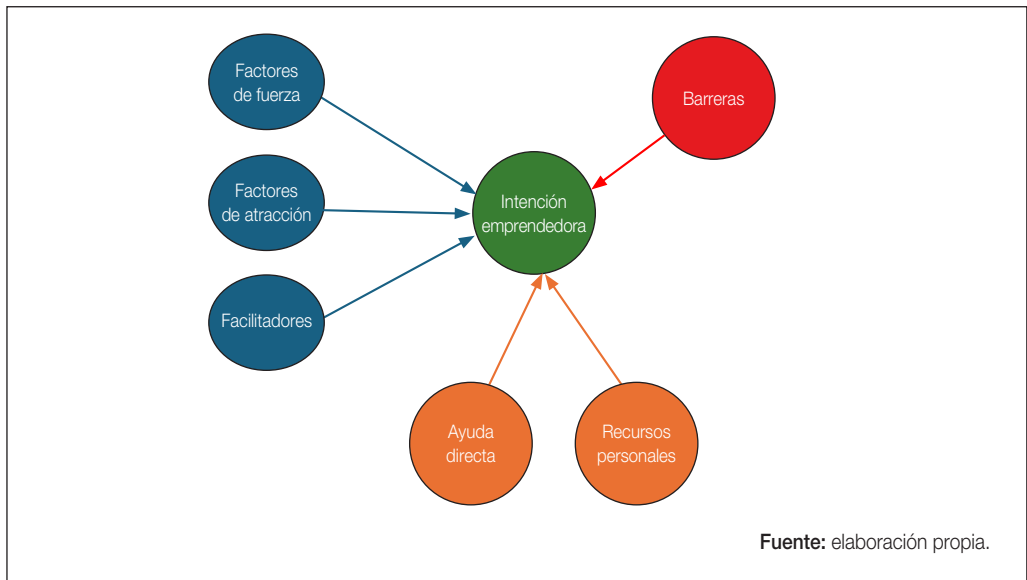 Factores
de fuerza
Barreras
Factores
de atracción
Intención
emprendedora
Facilitadores
Ayuda
directa
Recursos
personales
Fuente: elaboración propia.